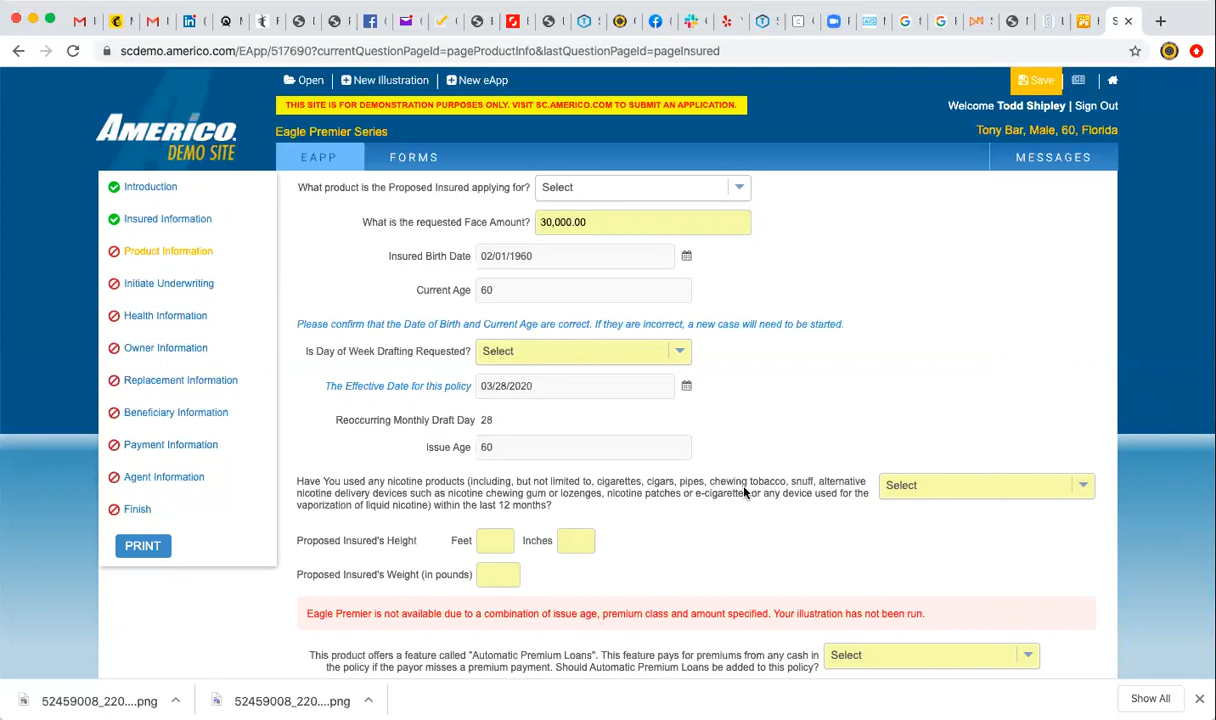 scdemo.americo.com/EApp/517690?currentQuestionPageId=pageProductInfo&lastQuestionPageId=pageInsured
Open New Illustration New eApp Save
THIS SITE IS FOR DEMONSTRATION PURPOSES ONLY. VISIT SC.AMERICO.COM TO SUBMIT AN APPLICATION.
Welcome Todd Shipley | Sign Out
AMERICO
DEMO SITE
Eagle Premier Series
Tony Bar, Male, 60, Florida
EAPP FORMS MESSAGES
Introduction
Insured Information
Product Information
Initiate Underwriting
Health Information
Owner Information
Replacement Information
Beneficiary Information
Payment Information
Agent Information
Finish
PRINT
What product is the Proposed Insured applying for? Select
What is the requested Face Amount? 30,000.00
Insured Birth Date 02/01/1960
Current Age 60
Please confirm that the Date of Birth and Current Age are correct. If they are incorrect, a new case will need to be started.
Is Day of Week Drafting Requested? Select
The Effective Date for this policy 03/28/2020
Reoccurring Monthly Draft Day 28
Issue Age 60
Have You used any nicotine products (including, but not limited to, cigarettes, cigars, pipes, chewing tobacco, snuff, alternative
nicotine delivery devices such as nicotine chewing gum or lozenges, nicotine patches or e-cigarettes or any device used for the
vaporization of liquid nicotine) within the last 12 months?
Select
Proposed Insured's Height Feet Inches
Proposed Insured's Weight (in pounds)
Eagle Premier is not available due to a combination of issue age, premium class and amount specified. Your illustration has not been run.
This product offers a feature called "Automatic Premium Loans". This feature pays for premiums from any cash in
the policy if the payor misses a premium payment. Should Automatic Premium Loans be added to this policy?
Select
52459008_220....png 52459008_220....png Show All